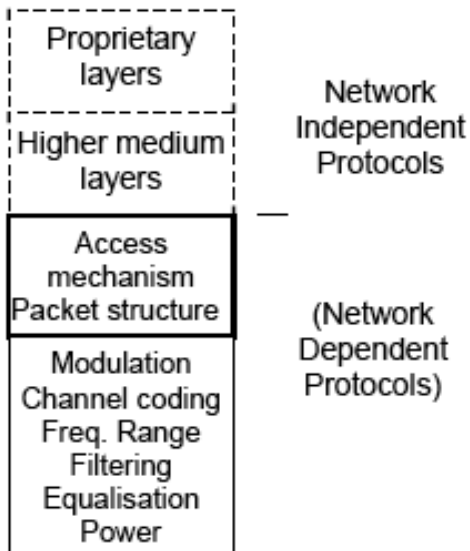 Proprietary
layers
Higher medium
layers
Access
mechanism
Packet structure
Modulation
Channel coding
Freq. Range
Filtering
Equalisation
Power
Network
Independent
Protocols
(Network
Dependent
Protocols)